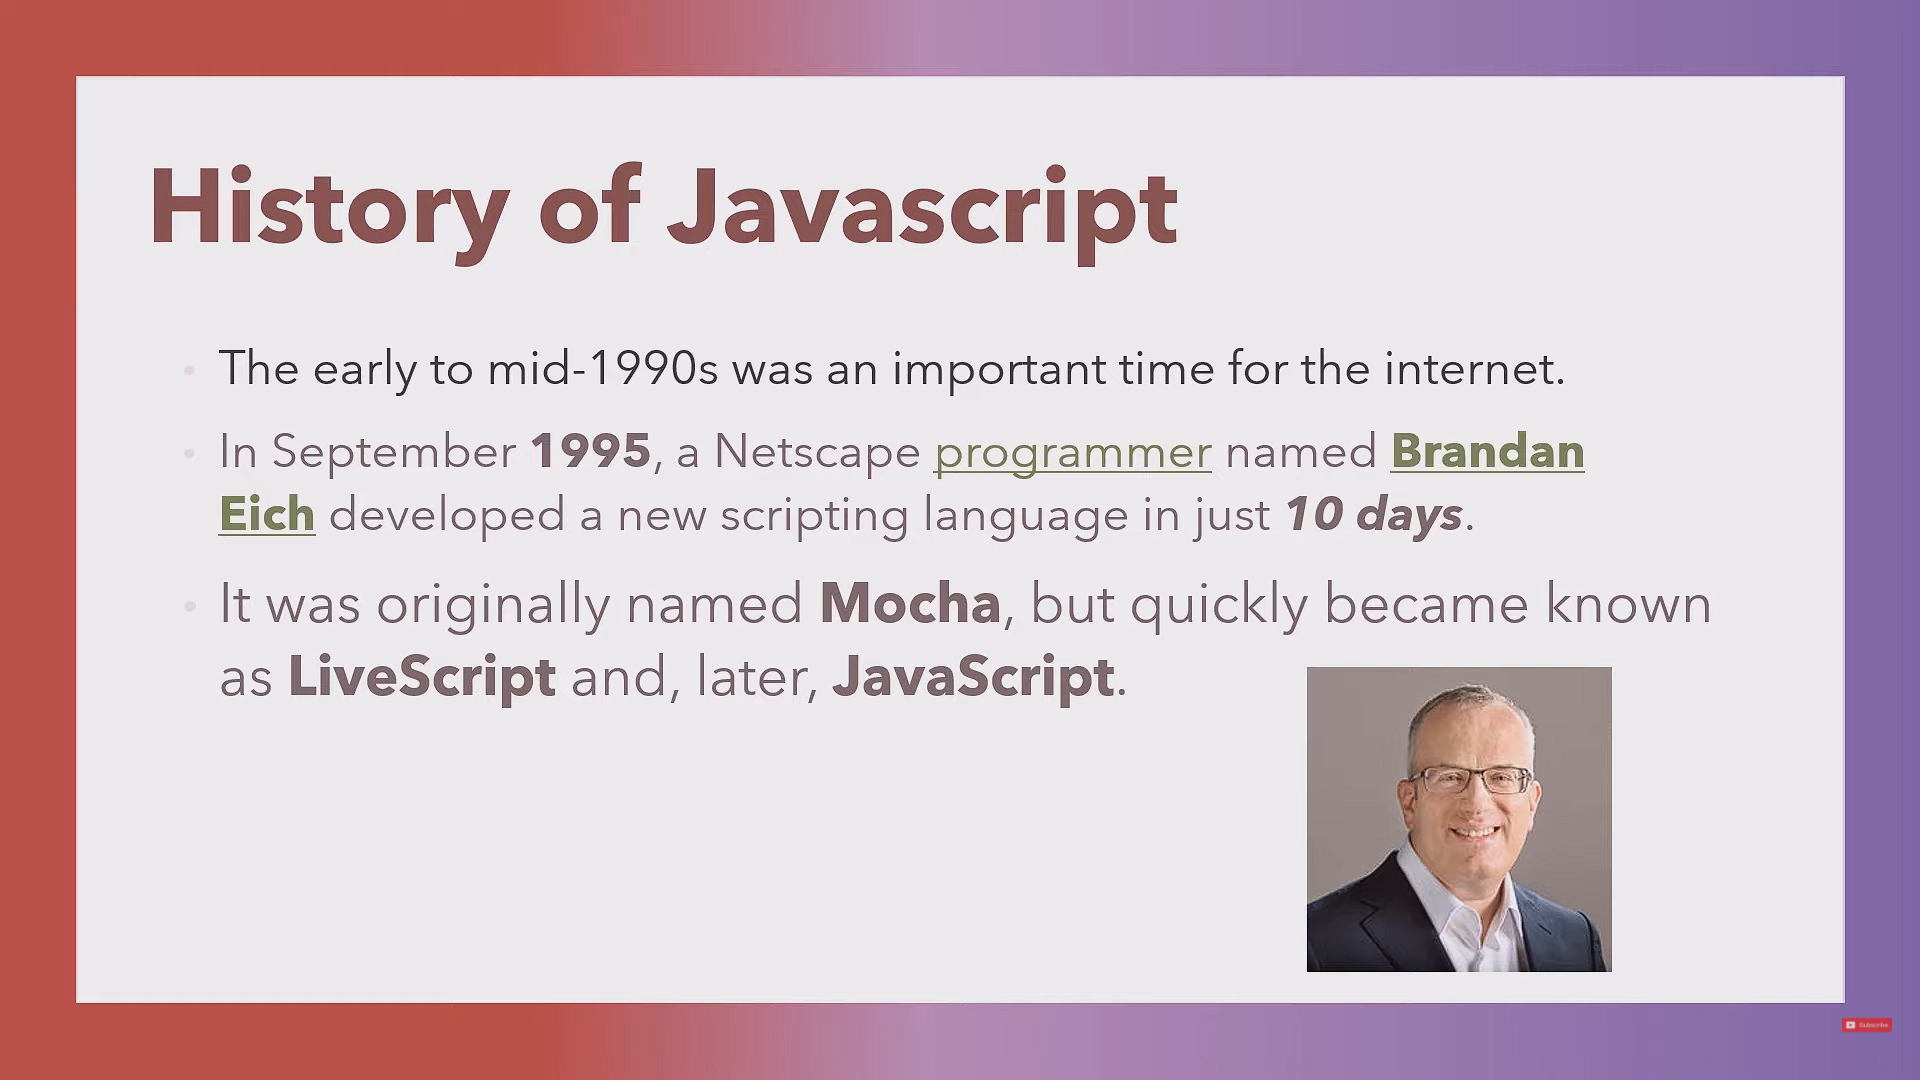 History of Javascript
The early to mid-1990s was an important time for the internet.
In September 1995, a Netscape programmer named Brandan
Eich developed a new scripting language in just 10 days.
It was originally named Mocha, but quickly became known
as LiveScript and, later, JavaScript.
Subscribe